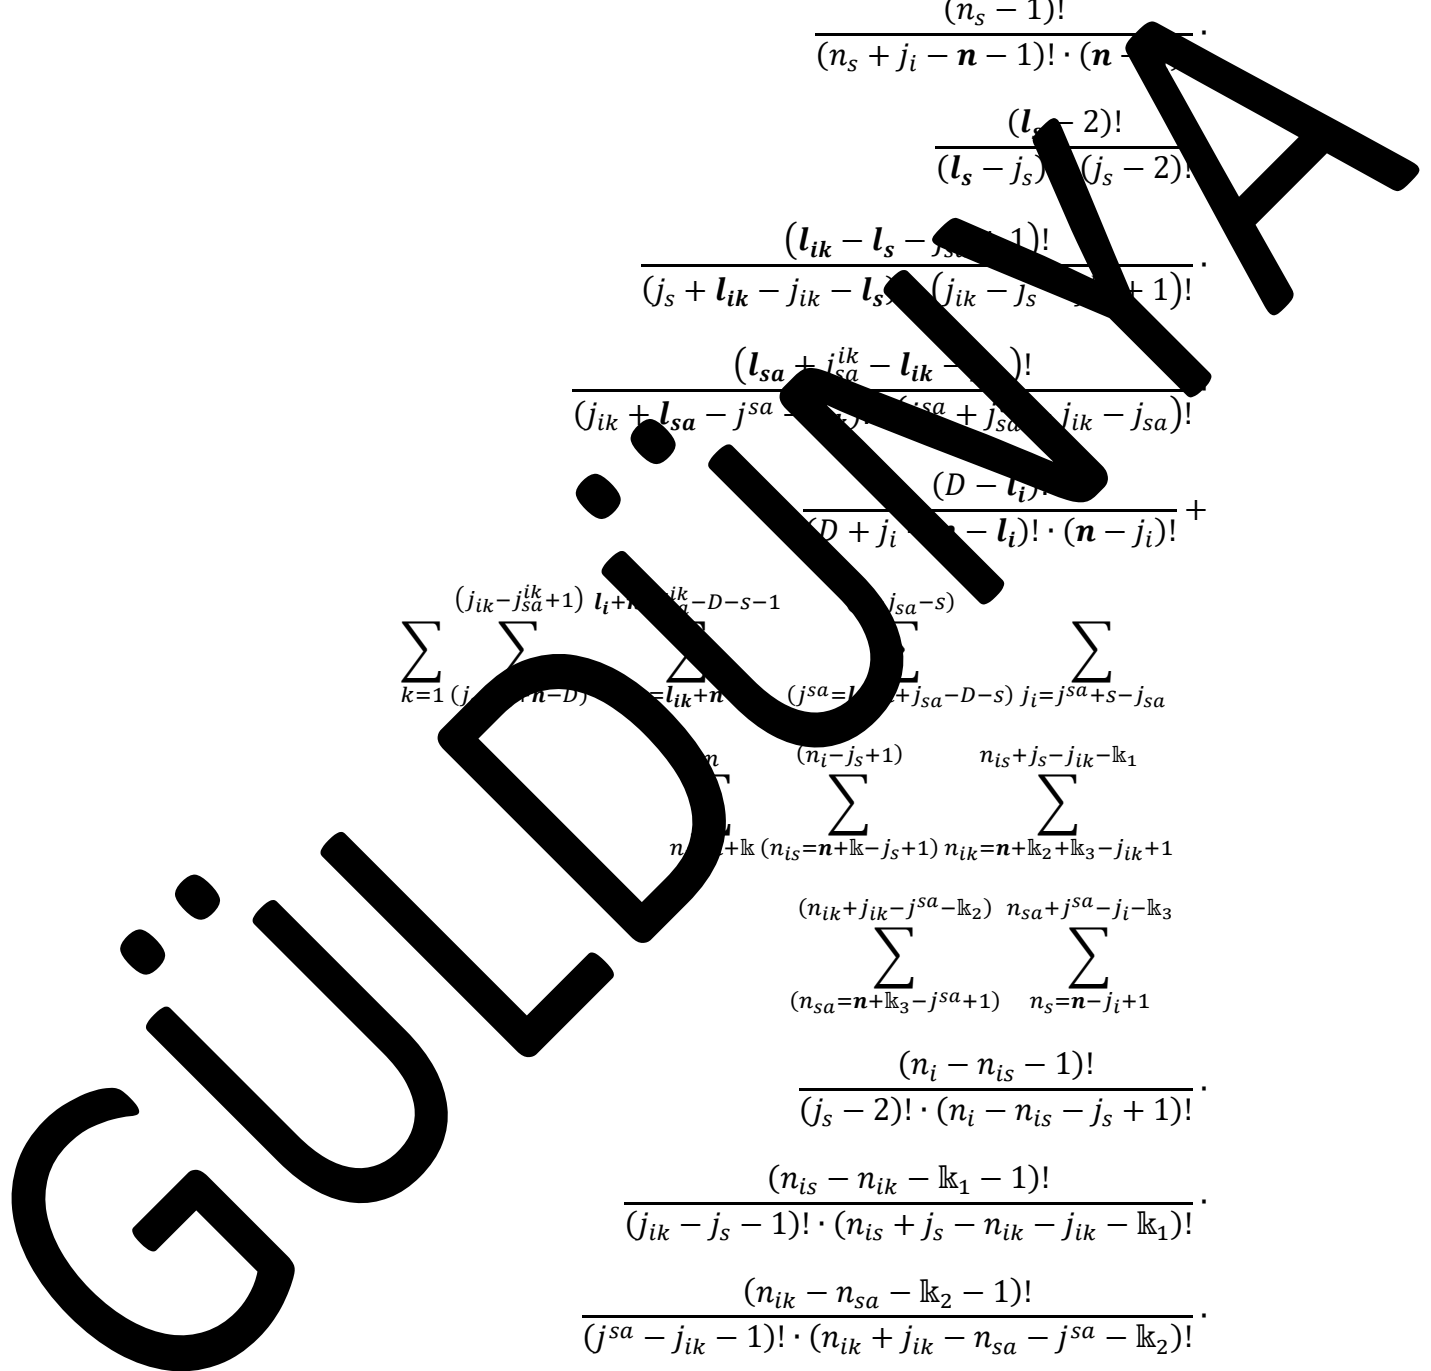 (n_s − 1)!
(n_s + j_i − n − 1)! · (n − ·
(l_s − 2)!
(l_s − j_s) (j_s − 2)!
(l_ik − l_s − 1)!
(j_s + l_ik − j_ik − l_s) (j_ik − j_s + 1)! ·
(l_sa + j_sa^ik − l_ik − )!
(j_ik + l_sa − j^sa − (j^sa + j_sa j_ik − j_sa)!
(D − l_i)!
(D + j_i − l_i)! · (n − j_i)! +
(j_ik−j_sa^ik+1) l_i+ −D−s−1 j_sa−s)
∑ ∑ ∑ ∑ ∑
k=1 (j n−D) =l_ik+n (j^sa= +j_sa−D−s) j_i=j^sa+s−j_sa
n (n_i−j_s+1) n_is+j_s−j_ik−𝕜_1
∑ ∑ ∑
n +𝕜 (n_is=n+𝕜−j_s+1) n_ik=n+𝕜_2+𝕜_3−j_ik+1
(n_ik+j_ik−j^sa−𝕜_2) n_sa+j^sa−j_i−𝕜_3
∑ ∑
(n_sa=n+𝕜_3−j^sa+1) n_s=n−j_i+1
(n_i − n_is − 1)!
(j_s − 2)! · (n_i − n_is − j_s + 1)! ·
(n_is − n_ik − 𝕜_1 − 1)!
(j_ik − j_s − 1)! · (n_is + j_s − n_ik − j_ik − 𝕜_1)! ·
(n_ik − n_sa − 𝕜_2 − 1)!
(j^sa − j_ik − 1)! · (n_ik + j_ik − n_sa − j^sa − 𝕜_2)! ·
GÜLDÜNYA